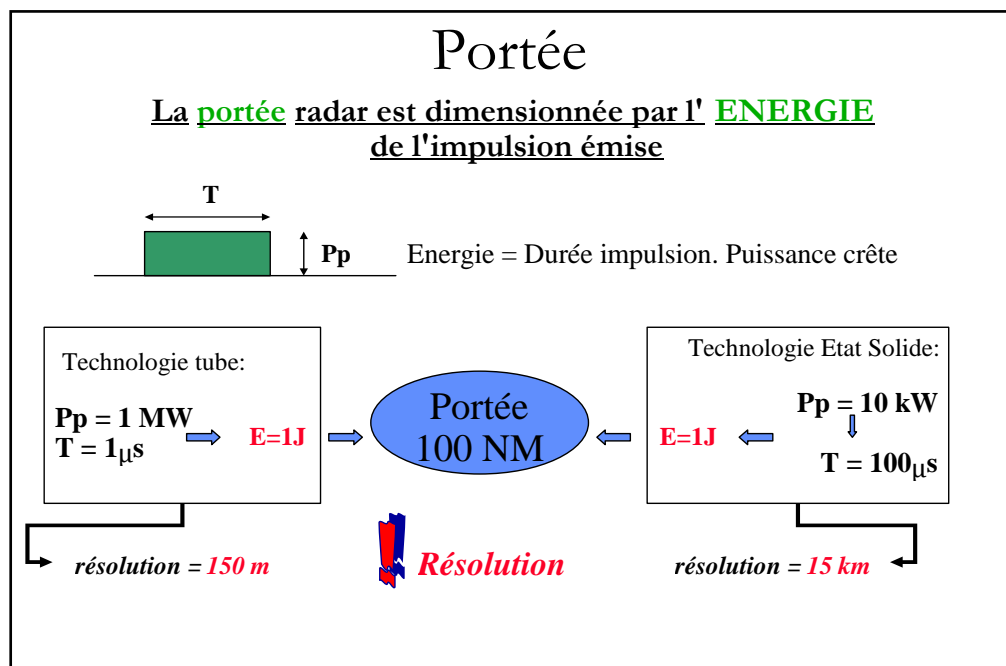 Portée
La portée radar est dimensionnée par l' ENERGIE
de l'impulsion émise
T
Pp
Energie = Durée impulsion. Puissance crête
Technologie tube:
Pp = 1 MW
T = 1µs
E=1J
Portée
100 NM
Technologie Etat Solide:
Pp = 10 kW
E=1J
T = 100µs
résolution = 150 m
! Résolution
résolution = 15 km